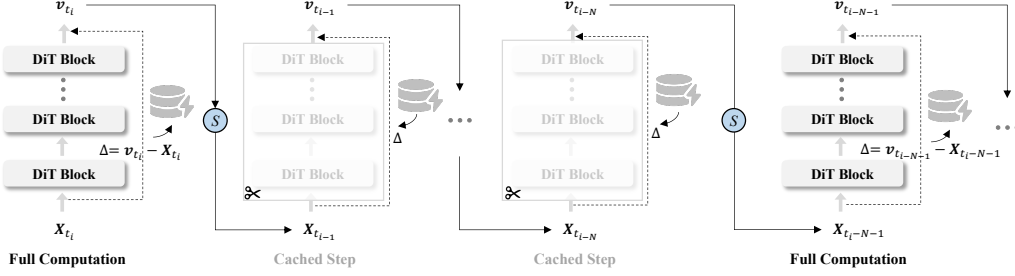 v_{t_i}
DiT Block
DiT Block
DiT Block
Δ= v_{t_i} − X_{t_i}
X_{t_i}
Full Computation
S
v_{t_{i-1}}
DiT Block
DiT Block
DiT Block
Δ
X_{t_{i-1}}
Cached Step
...
v_{t_{i-N}}
DiT Block
DiT Block
DiT Block
Δ
X_{t_{i-N}}
Cached Step
S
v_{t_{i-N-1}}
DiT Block
DiT Block
DiT Block
Δ= v_{t_{i-N-1}} − X_{t_{i-N-1}}
X_{t_{i-N-1}}
Full Computation
...